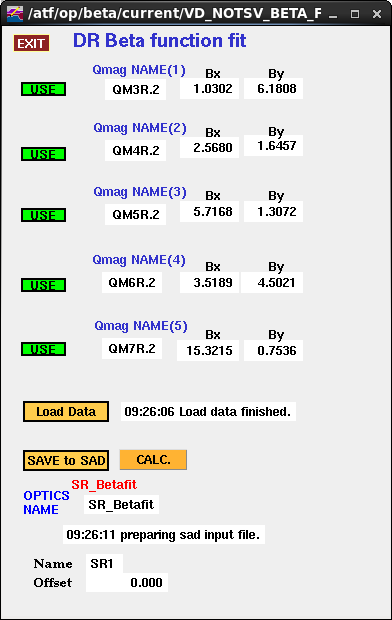 /atf/op/beta/current/VD_NOTSV_BETA_F
EXIT DR Beta function fit
Qmag NAME(1) Bx By
USE QM3R.2 1.0302 6.1808
Qmag NAME(2) Bx By
USE QM4R.2 2.5680 1.6457
Qmag NAME(3) Bx By
USE QM5R.2 5.7168 1.3072
Qmag NAME(4) Bx By
USE QM6R.2 3.5189 4.5021
Qmag NAME(5) Bx By
USE QM7R.2 15.3215 0.7536
Load Data 09:26:06 Load data finished.
SAVE to SAD CALC.
SR_Betafit
OPTICS
NAME SR_Betafit
09:26:11 preparing sad input file.
Name SR1
Offset 0.000